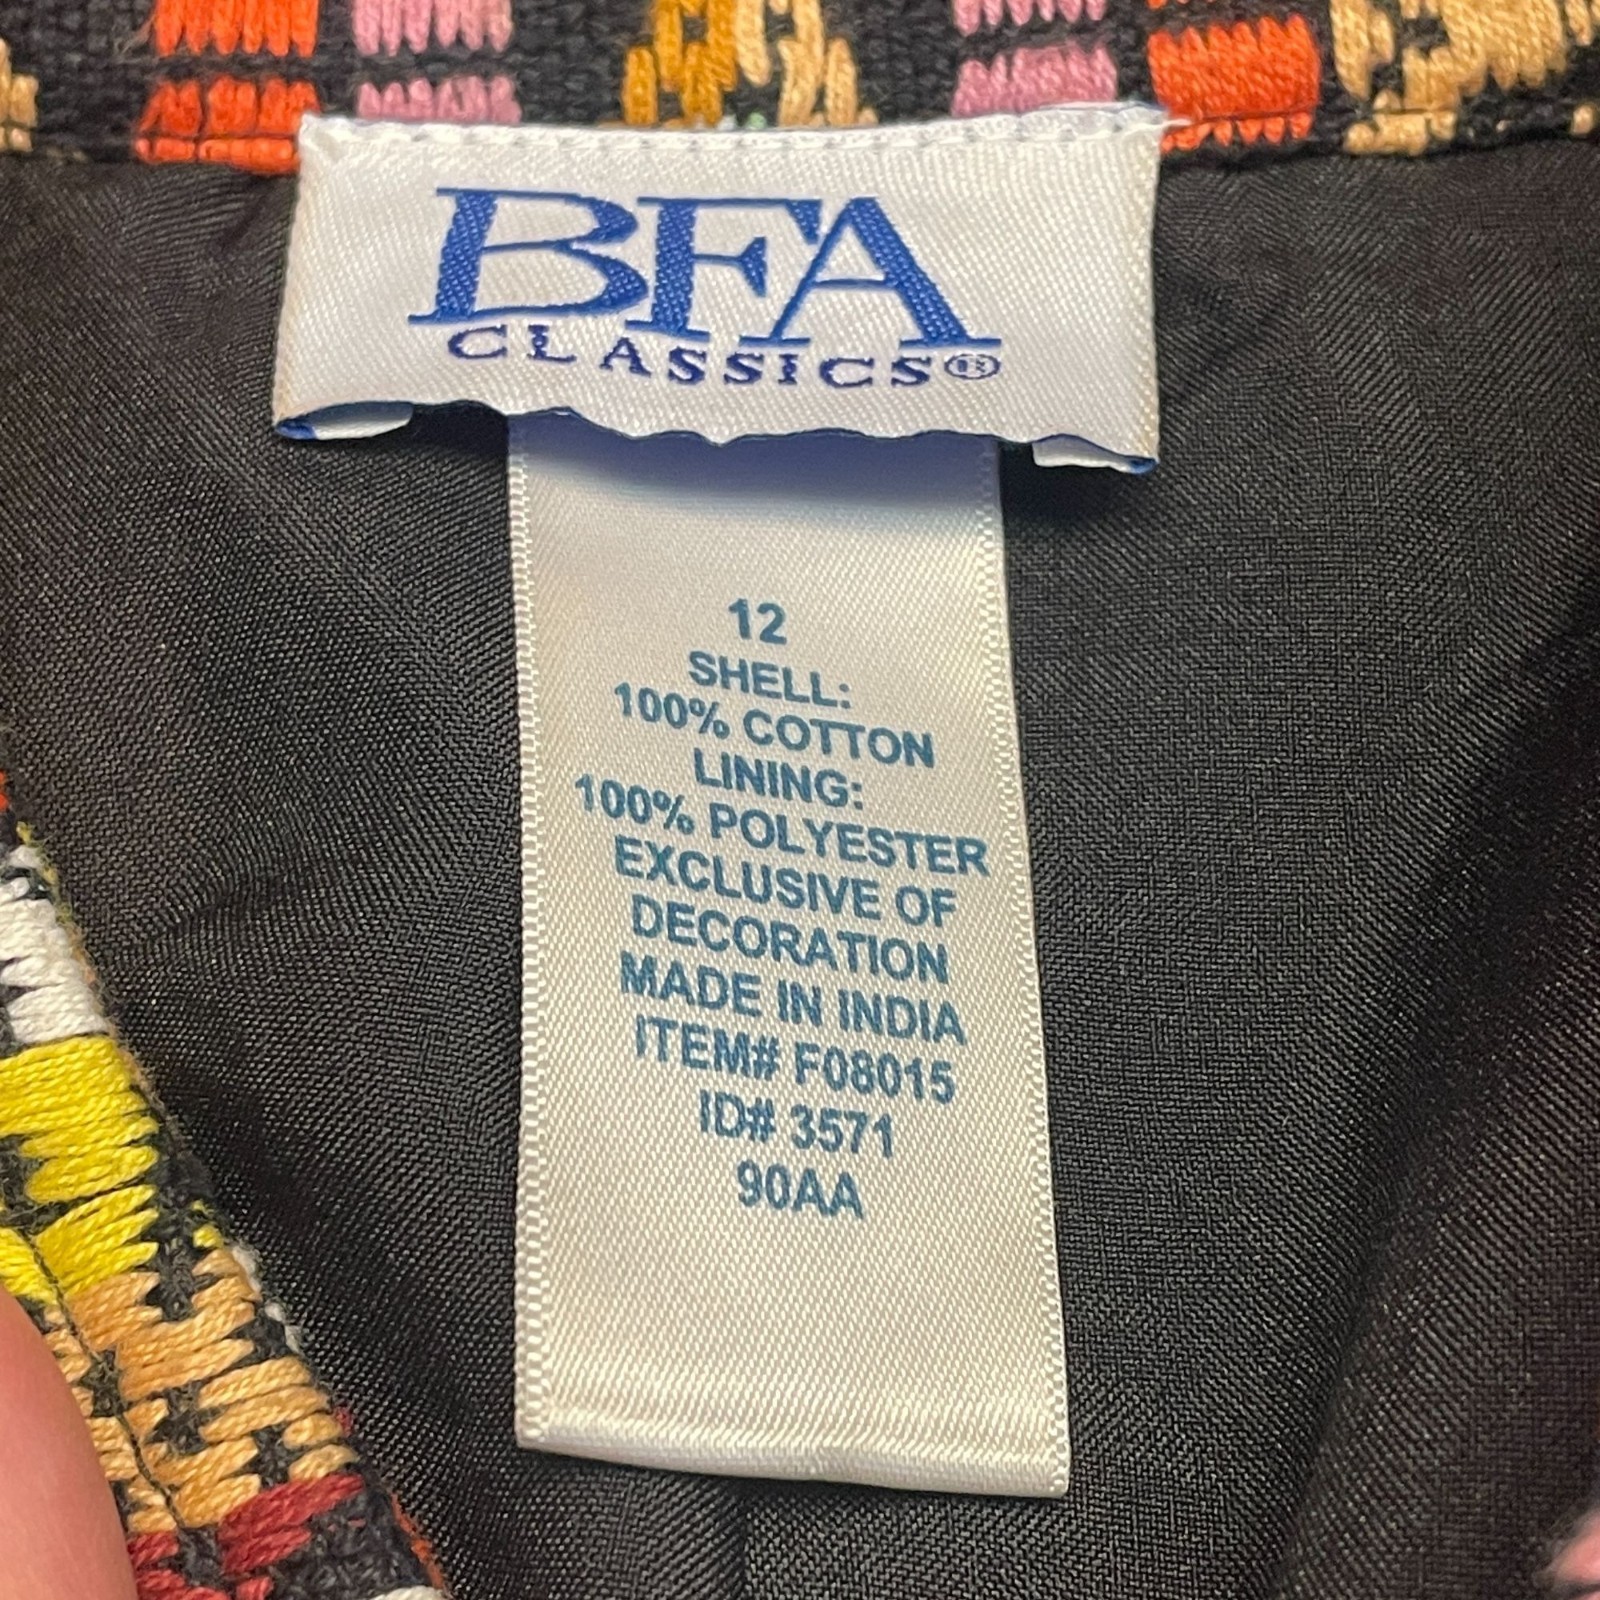 BFA
CLASSICS®
12
SHELL:
100% COTTON
LINING:
100% POLYESTER
EXCLUSIVE OF
DECORATION
MADE IN INDIA
ITEM# F08015
ID# 3571
90AA